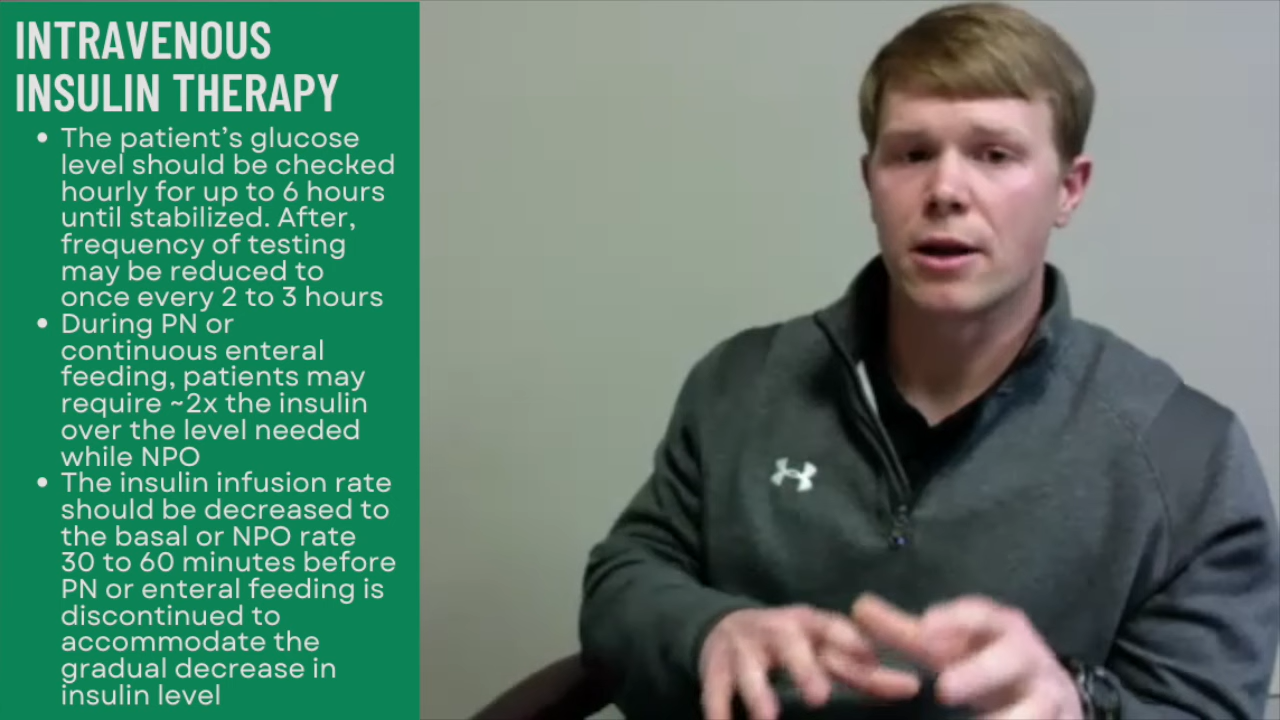 INTRAVENOUS
INSULIN THERAPY
• The patient’s glucose
level should be checked
hourly for up to 6 hours
until stabilized. After,
frequency of testing
may be reduced to
once every 2 to 3 hours
• During PN or
continuous enteral
feeding, patients may
require ~2x the insulin
over the level needed
while NPO
• The insulin infusion rate
should be decreased to
the basal or NPO rate
30 to 60 minutes before
PN or enteral feeding is
discontinued to
accommodate the
gradual decrease in
insulin level